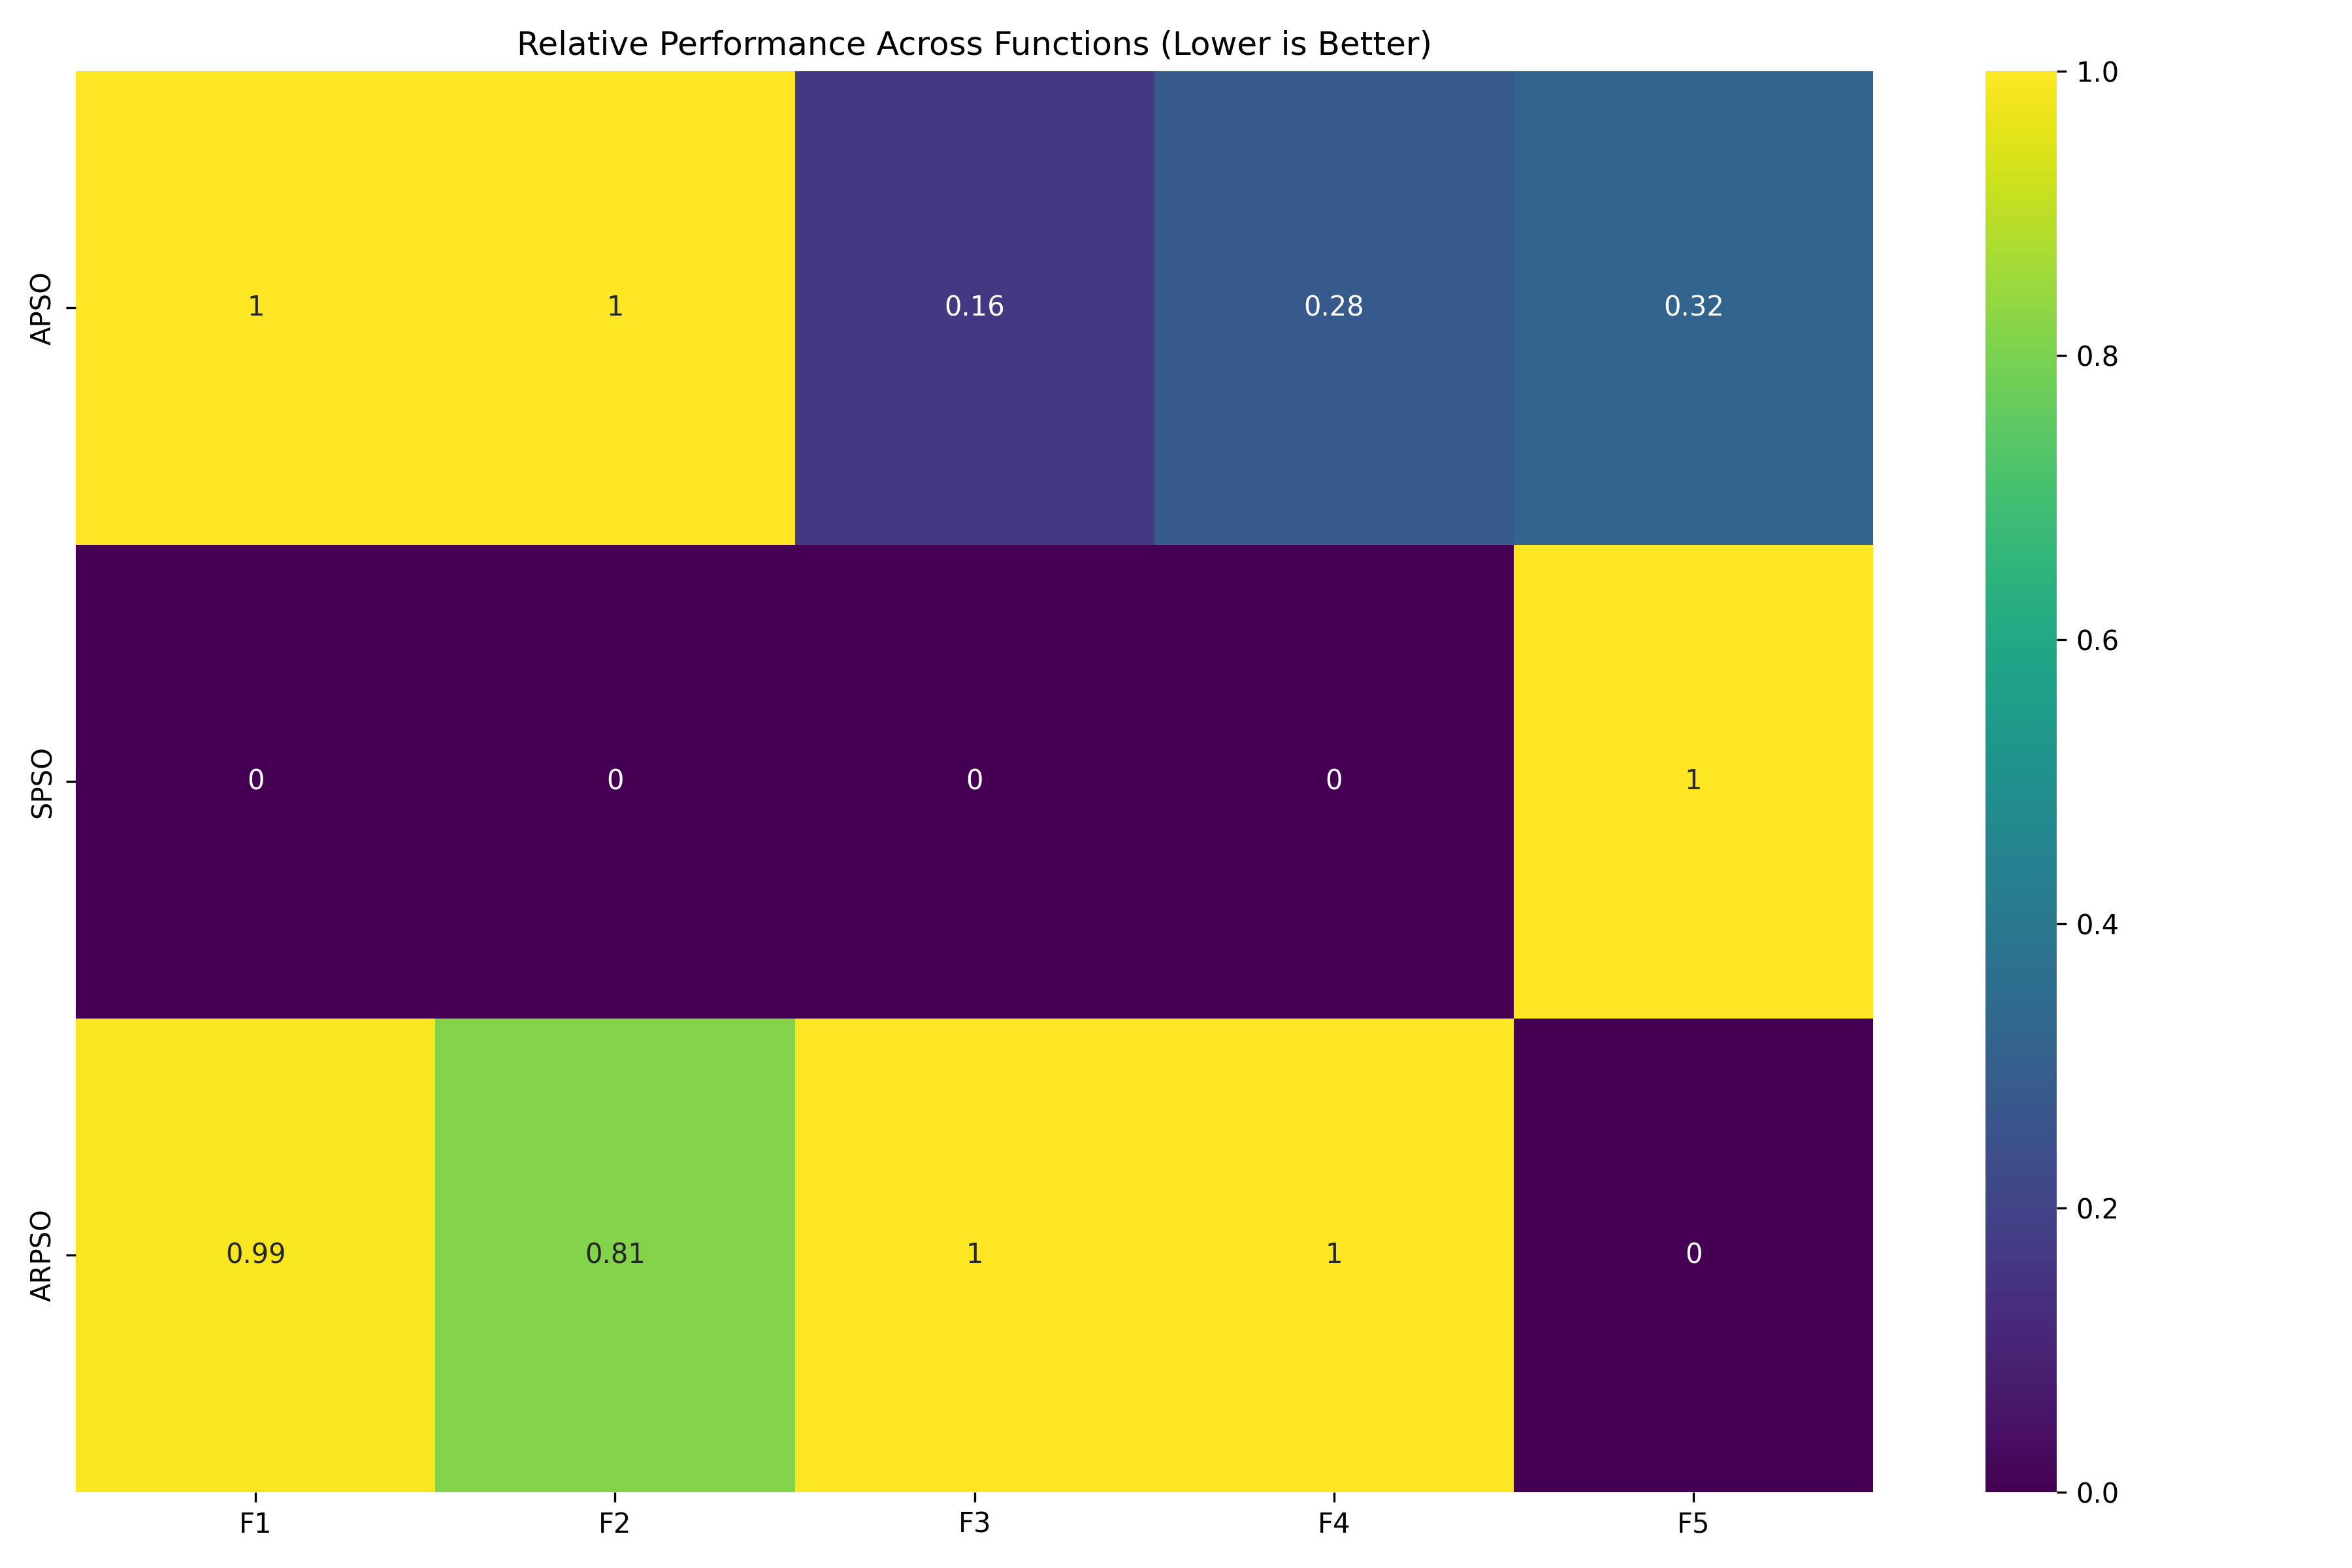 Relative Performance Across Functions (Lower is Better)
APSO
1 1 0.16 0.28 0.32
SPSO
0 0 0 0 1
ARPSO
0.99 0.81 1 1 0
F1 F2 F3 F4 F5
1.0
0.8
0.6
0.4
0.2
0.0